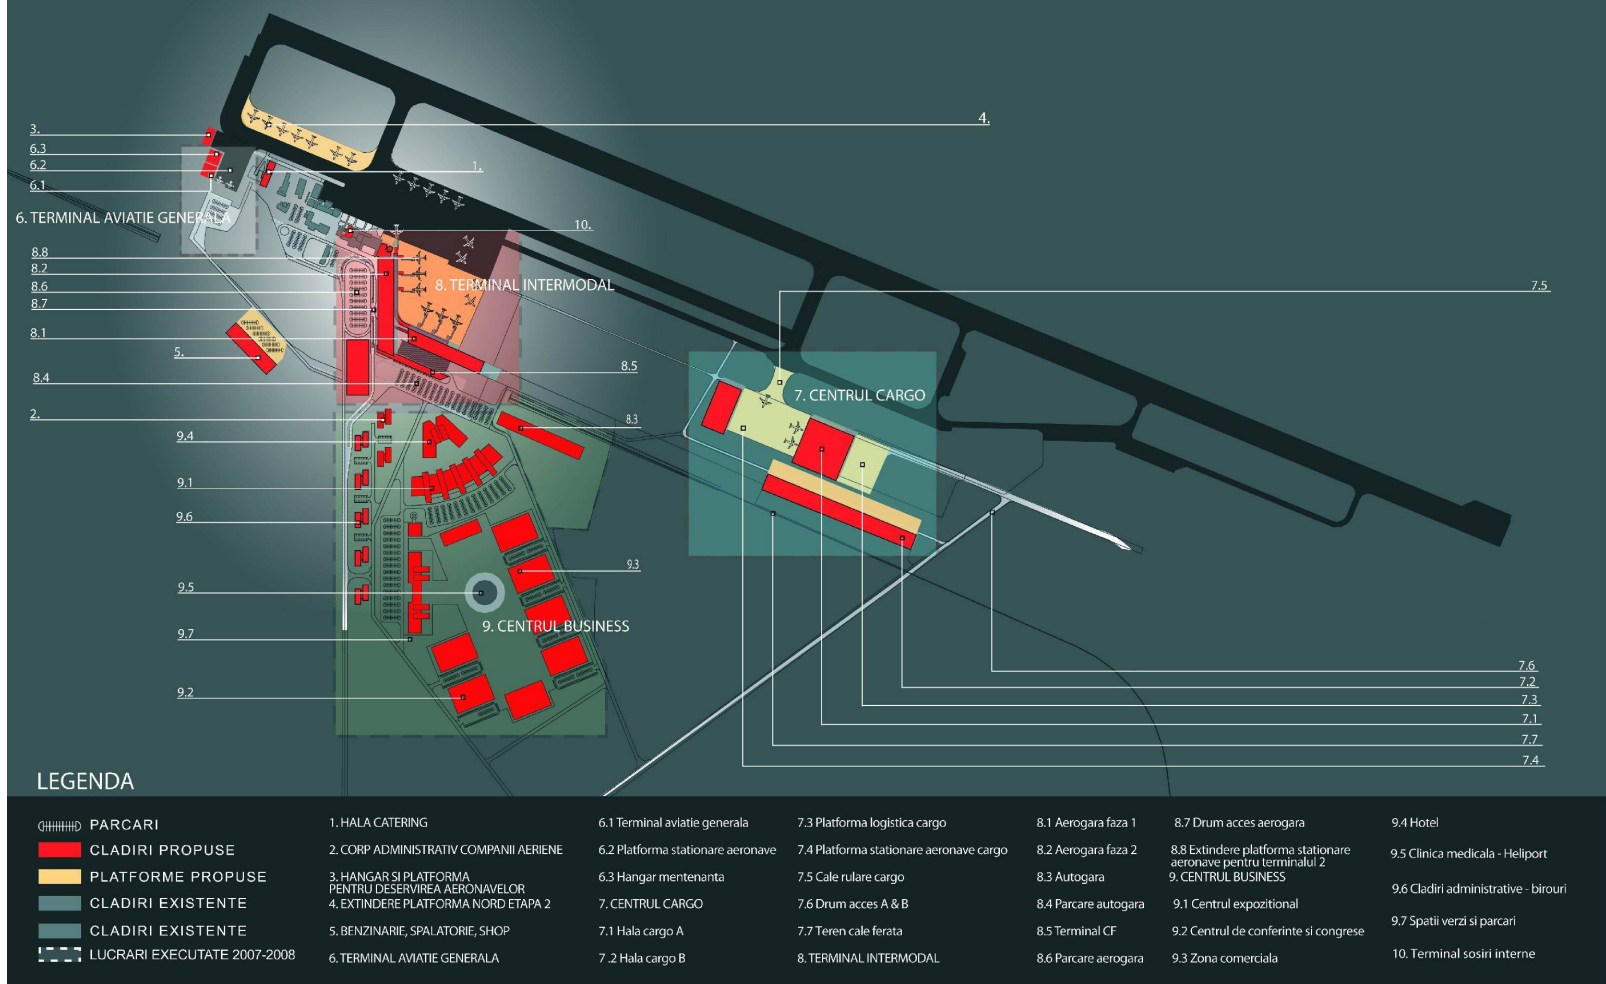 3.
6.3
6.2
6.1
6. TERMINAL AVIATIE GENERALA
4.
1.
10.
8.8
8.2
8.6
8.7
8.1
5.
8.4
2.
8. TERMINAL INTERMODAL
7.5
8.5
7. CENTRUL CARGO
8.3
9.4
9.1
9.6
9.3
9.5
9. CENTRUL BUSINESS
9.7
9.2
7.6
7.2
7.3
7.1
7.7
7.4
LEGENDA
PARCARI
CLADIRI PROPUSE
PLATFORME PROPUSE
CLADIRI EXISTENTE
CLADIRI EXISTENTE
LUCRARI EXECUTATE 2007-2008
1. HALA CATERING
2. CORP ADMINISTRATIV COMPANII AERIENE
3. HANGAR SI PLATFORMA
PENTRU DESERVIREA AERONAVELOR
4. EXTINDERE PLATFORMA NORD ETAPA 2
5. BENZINARIE, SPALATORIE, SHOP
6. TERMINAL AVIATIE GENERALA
6.1 Terminal aviatie generala
6.2 Platforma stationare aeronave
6.3 Hangar mentenanta
7. CENTRUL CARGO
7.1 Hala cargo A
7 .2 Hala cargo B
7.3 Platforma logistica cargo
7.4 Platforma stationare aeronave cargo
7.5 Cale rulare cargo
7.6 Drum acces A & B
7.7 Teren cale ferata
8. TERMINAL INTERMODAL
8.1 Aerogara faza 1
8.2 Aerogara faza 2
8.3 Autogara
8.4 Parcare autogara
8.5 Terminal CF
8.6 Parcare aerogara
8.7 Drum acces aerogara
8.8 Extindere platforma stationare
aeronave pentru terminalul 2
9. CENTRUL BUSINESS
9.1 Centrul expozitional
9.2 Centrul de conferinte si congrese
9.3 Zona comerciala
9.4 Hotel
9.5 Clinica medicala - Heliport
9.6 Cladiri administrative - birouri
9.7 Spatii verzi si parcari
10. Terminal sosiri interne